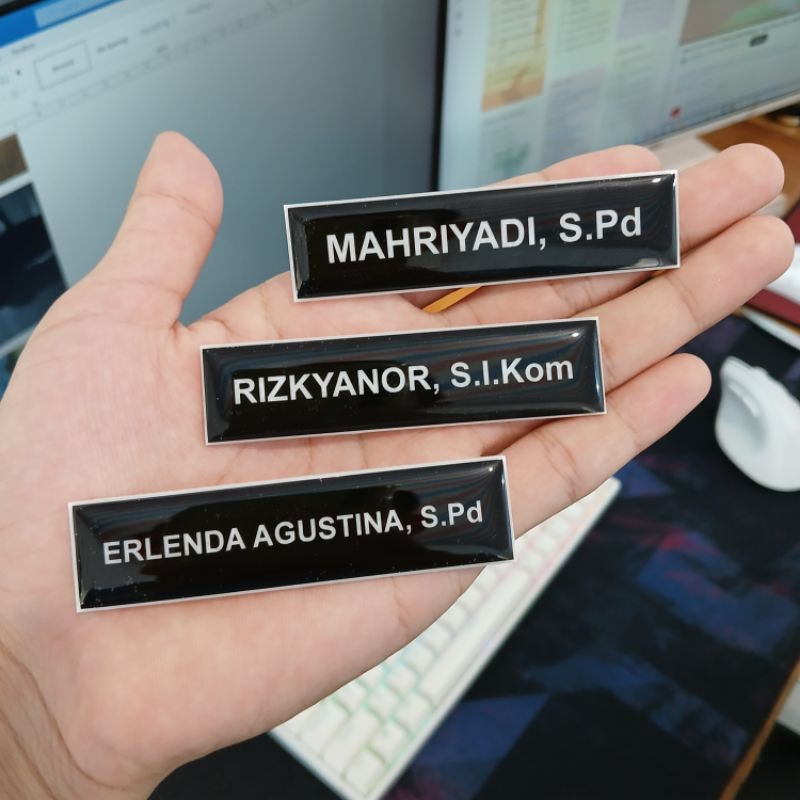 MAHRIYADI, S.Pd
RIZKYANOR, S.I.Kom
ERLENDA AGUSTINA, S.Pd